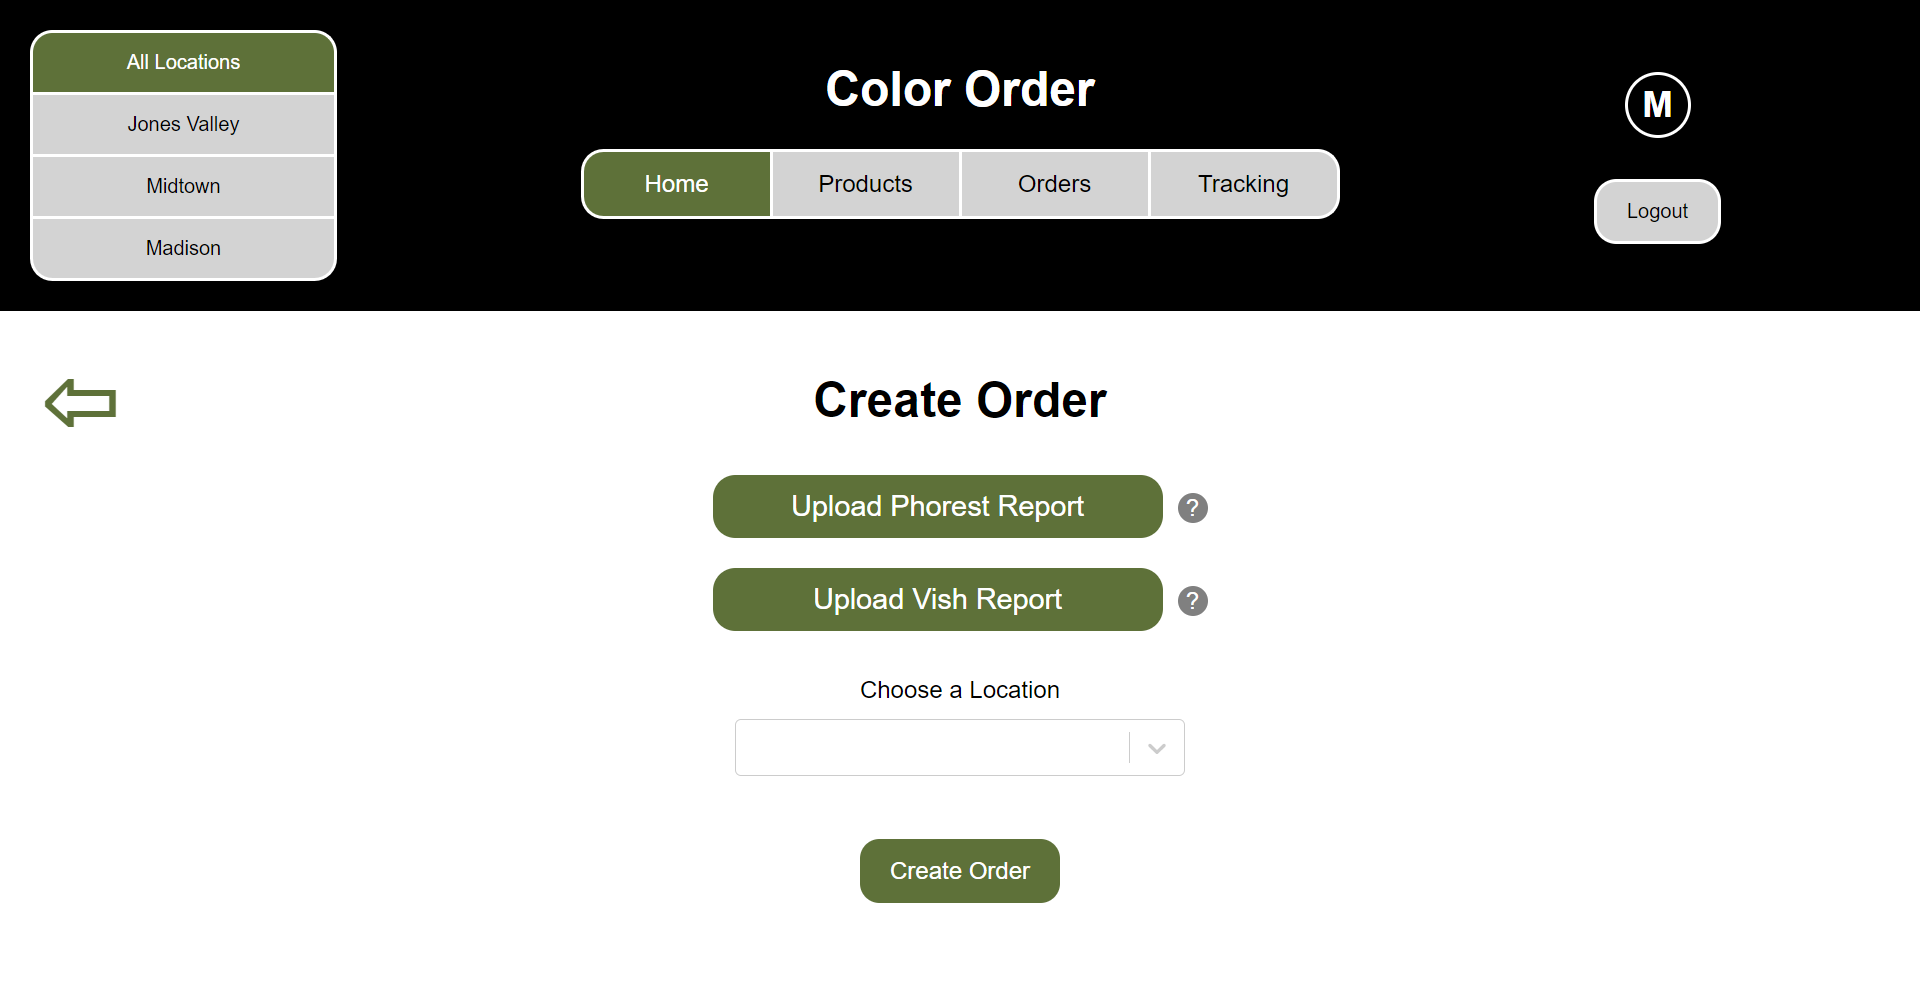 All Locations
Jones Valley
Midtown
Madison
Color Order
Home
Products
Orders
Tracking
M
Logout
Create Order
Upload Phorest Report
?
Upload Vish Report
?
Choose a Location
Create Order